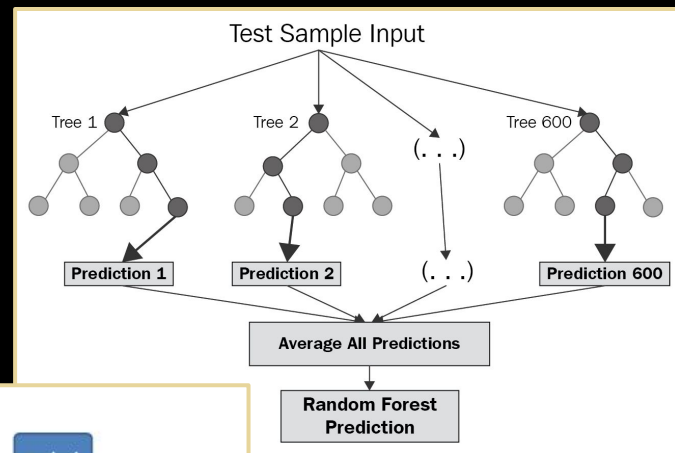 Test Sample Input
Tree 1
Tree 2
(. . .)
Tree 600
Prediction 1
Prediction 2
(. . .)
Prediction 600
Average All Predictions
Random Forest
Prediction